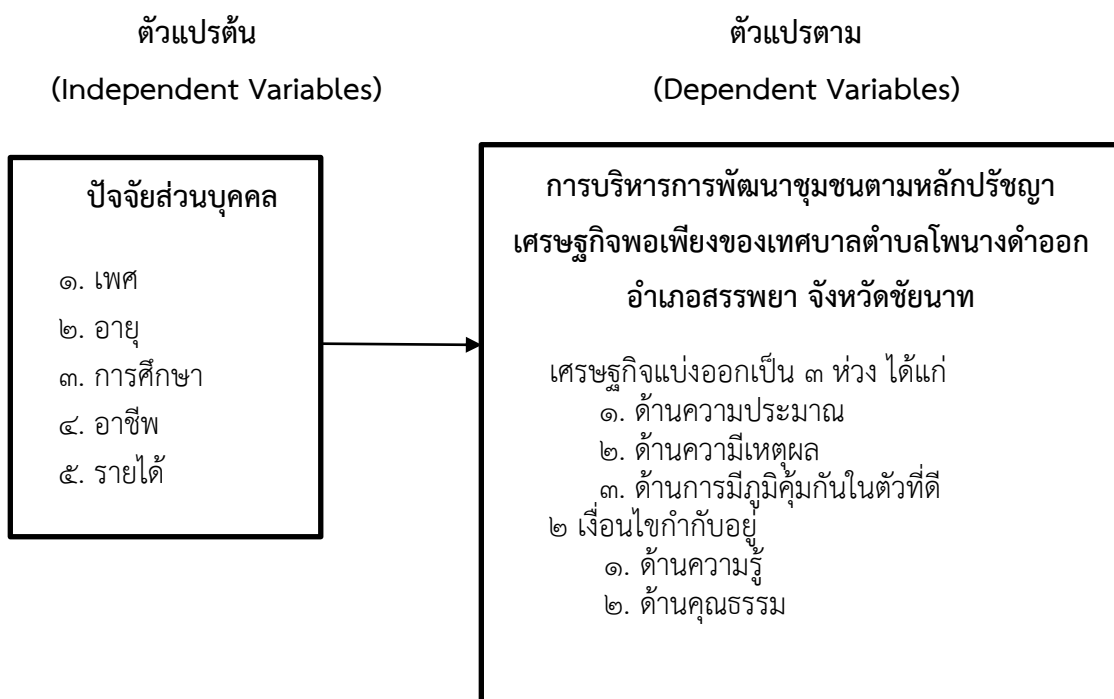 ตัวแปรต้น
(Independent Variables)
ตัวแปรตาม
(Dependent Variables)
ปัจจัยส่วนบุคคล
๑. เพศ
๒. อายุ
๓. การศึกษา
๔. อาชีพ
๕. รายได้
การบริหารการพัฒนาชุมชนตามหลักปรัชญา
เศรษฐกิจพอเพียงของเทศบาลตำบลโพนางดำออก
อำเภอสรรพยา จังหวัดชัยนาท
เศรษฐกิจแบ่งออกเป็น ๓ ห่วง ได้แก่
๑. ด้านความประมาณ
๒. ด้านความีเหตุผล
๓. ด้านการมีภูมิคุ้มกันในตัวที่ดี
๒ เงื่อนไขกำกับอยู่
๑. ด้านความรู้
๒. ด้านคุณธรรม